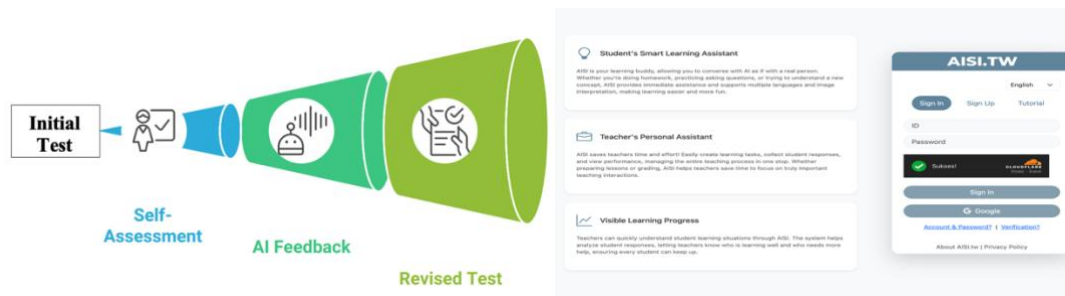 Initial
Test
Self-
Assessment
AI Feedback
Revised Test
Student's Smart Learning Assistant
AISI is your learning buddy, allowing you to converse with AI as if with a real person.
Whether you're doing homework, practicing asking questions, or trying to understand a new
concept, AISI provides immediate assistance and supports multiple languages and image
interpretation, making learning easier and more fun.
Teacher's Personal Assistant
AISI saves teachers time and effort! Easily create learning tasks, collect student responses,
and view performance, managing the entire teaching process in one stop. Whether
preparing lessons or grading, AISI helps teachers save time to focus on truly important
teaching interactions.
Visible Learning Progress
Teachers can quickly understand student learning situations through AISI. The system helps
analyze student responses, letting teachers know who is learning well and who needs more
help, ensuring every student can keep up.
AISI.TW
English
Sign In Sign Up Tutorial
ID
Password
Sukses!
CLOUDFLARE
Sign in
G Google
Account & Password? | Verification?
About AISI.tw | Privacy Policy